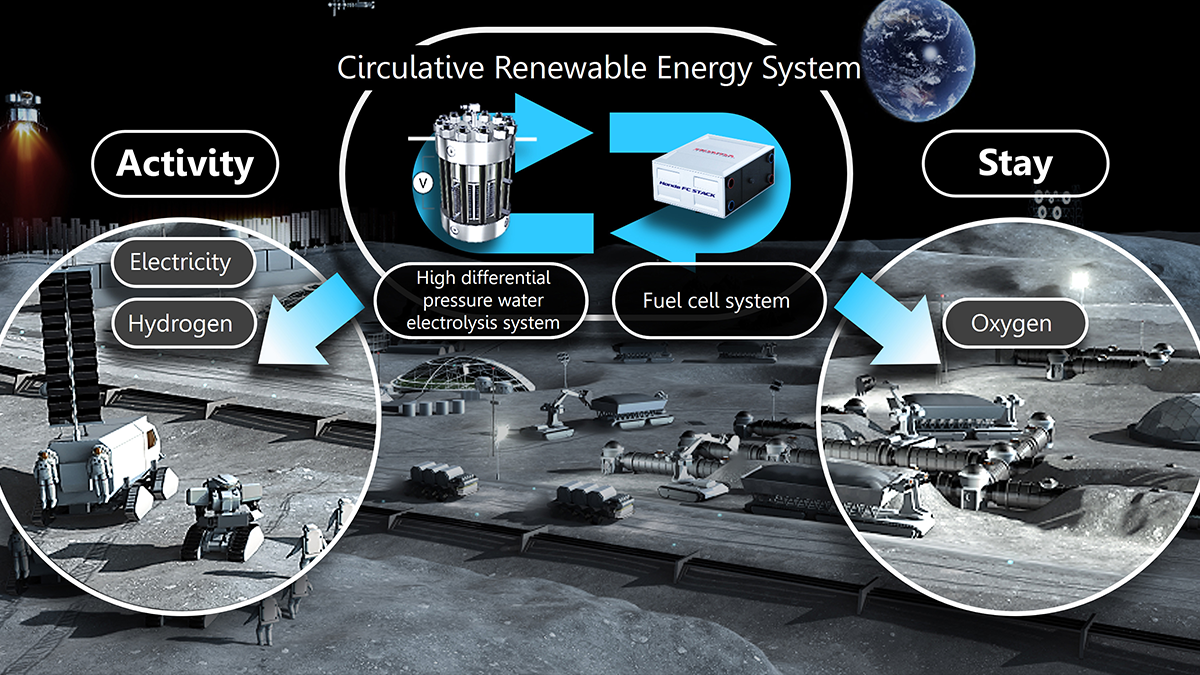 Circulative Renewable Energy System
Activity
Stay
V
HONDA
Honda FC STACK
Electricity
Hydrogen
High differential
pressure water
electrolysis system
Fuel cell system
Oxygen